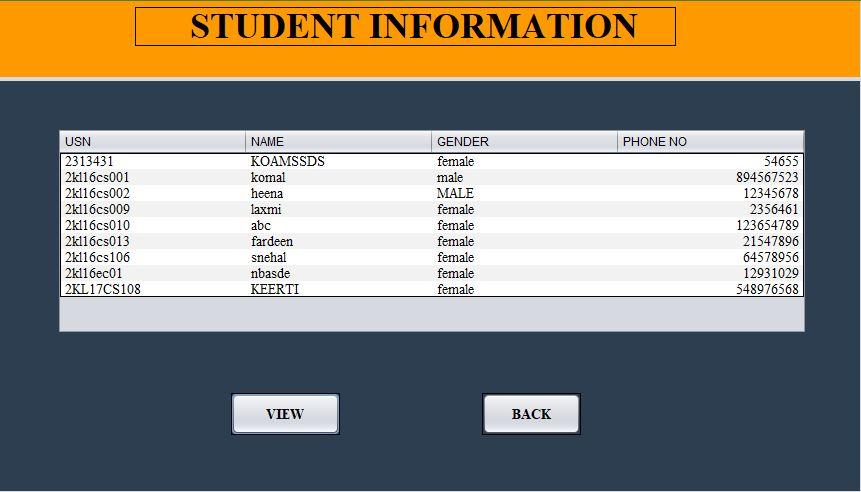 STUDENT INFORMATION
USN NAME GENDER PHONE NO
2313431 KOAMSSDS female 54655
2kl16cs001 komal male 894567523
2kl16cs002 heena MALE 12345678
2kl16cs009 laxmi female 2356461
2kl16cs010 abc female 123654789
2kl16cs013 fardeen female 21547896
2kl16cs106 snehal female 64578956
2kl16ec01 nbasde female 12931029
2KL17CS108 KEERTI female 548976568
VIEW BACK